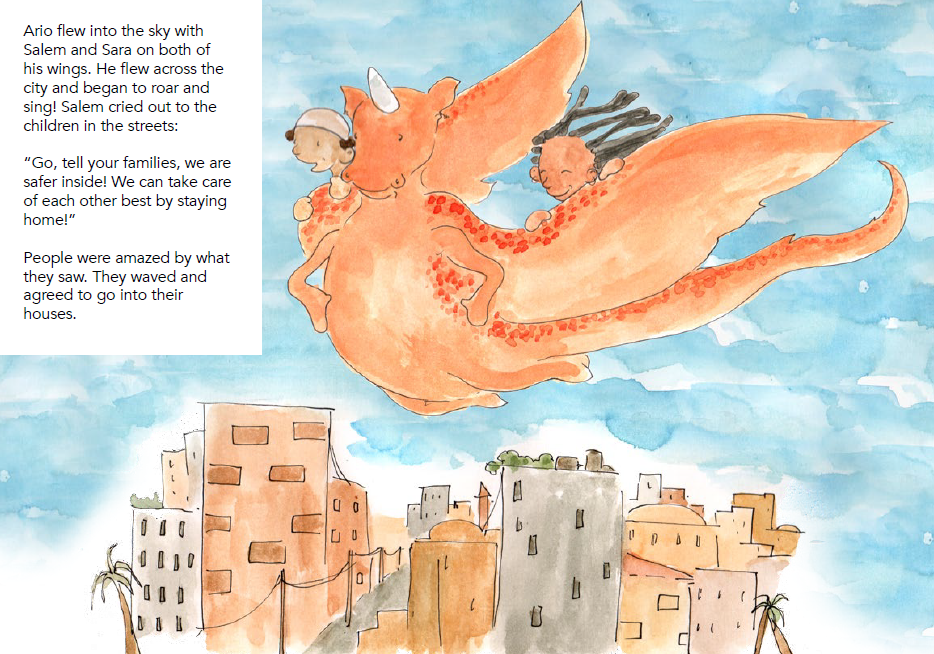 Ario flew into the sky with
Salem and Sara on both of
his wings. He flew across the
city and began to roar and
sing! Salem cried out to the
children in the streets:
“Go, tell your families, we are
safer inside! We can take care
of each other best by staying
home!”
People were amazed by what
they saw. They waved and
agreed to go into their
houses.